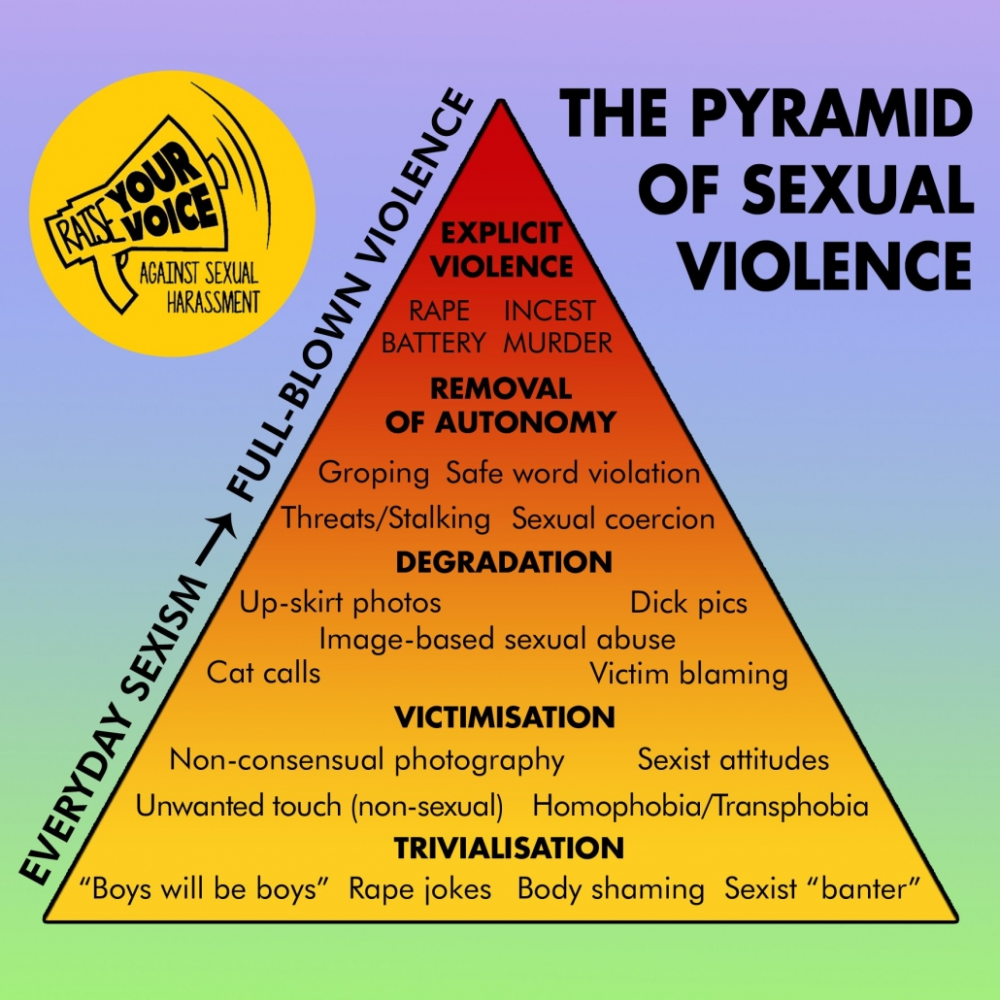 THE PYRAMID
OF SEXUAL
VIOLENCE
RAISE YOUR
VOICE
AGAINST SEXUAL
HARASSMENT
EVERYDAY SEXISM → FULL-BLOWN VIOLENCE
EXPLICIT
VIOLENCE
RAPE INCEST
BATTERY MURDER
REMOVAL
OF AUTONOMY
Groping Safe word violation
Threats/Stalking Sexual coercion
DEGRADATION
Up-skirt photos Dick pics
Image-based sexual abuse
Cat calls Victim blaming
VICTIMISATION
Non-consensual photography Sexist attitudes
Unwanted touch (non-sexual) Homophobia/Transphobia
TRIVIALISATION
“Boys will be boys” Rape jokes Body shaming Sexist “banter”